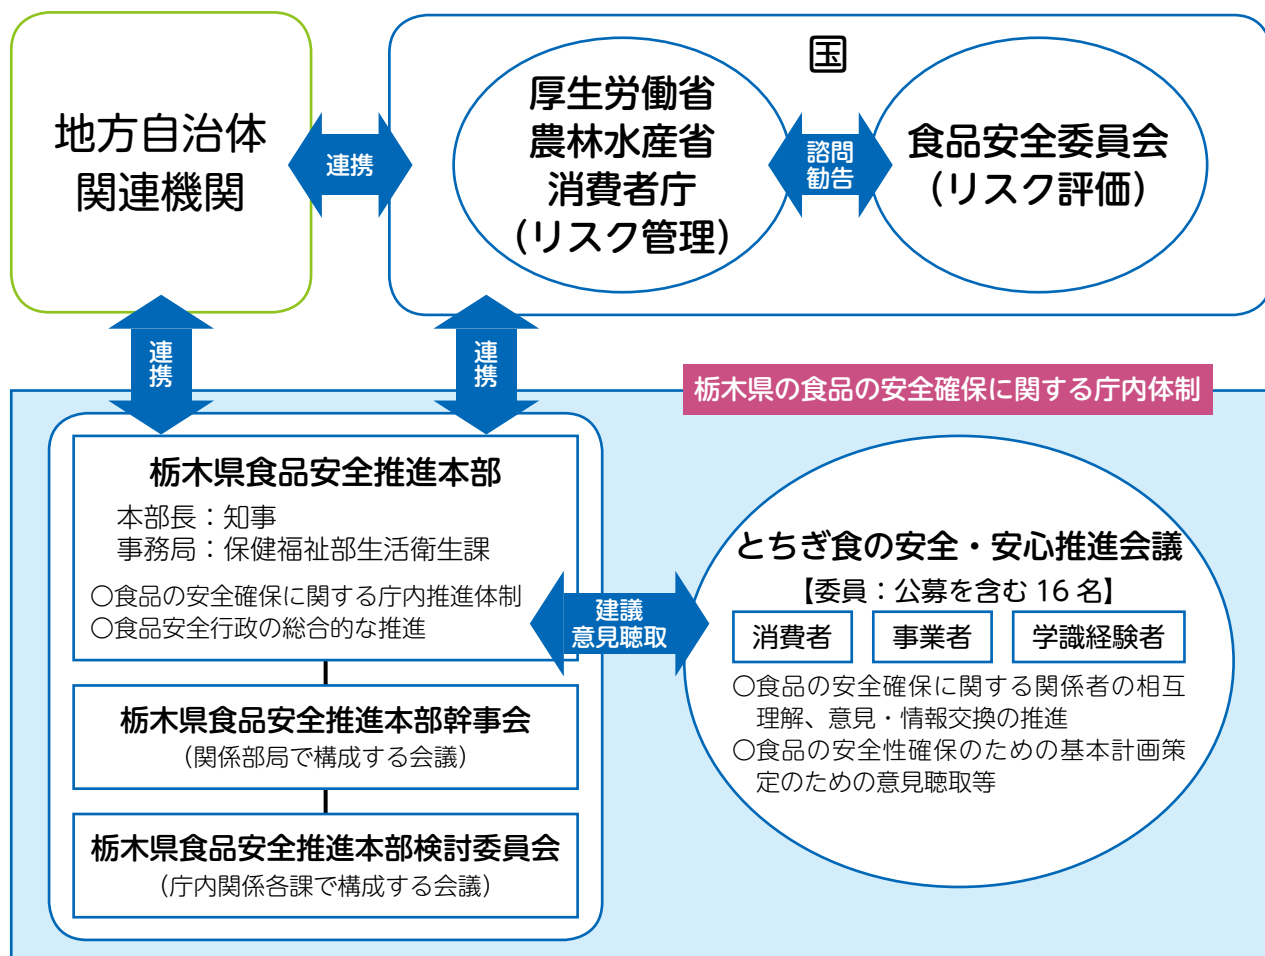 国
地方自治体
関連機関
連携
厚生労働省
農林水産省
消費者庁
（リスク管理）
諮問
勧告
食品安全委員会
（リスク評価）
連携
連携
栃木県の食品の安全確保に関する庁内体制
栃木県食品安全推進本部
本部長：知事
事務局：保健福祉部生活衛生課
○食品の安全確保に関する庁内推進体制
○食品安全行政の総合的な推進
栃木県食品安全推進本部幹事会
（関係部局で構成する会議）
栃木県食品安全推進本部検討委員会
（庁内関係各課で構成する会議）
建議
意見聴取
とちぎ食の安全・安心推進会議
【委員：公募を含む 16 名】
消費者 事業者 学識経験者
○食品の安全確保に関する関係者の相互
理解、意見・情報交換の推進
○食品の安全性確保のための基本計画策
定のための意見聴取等